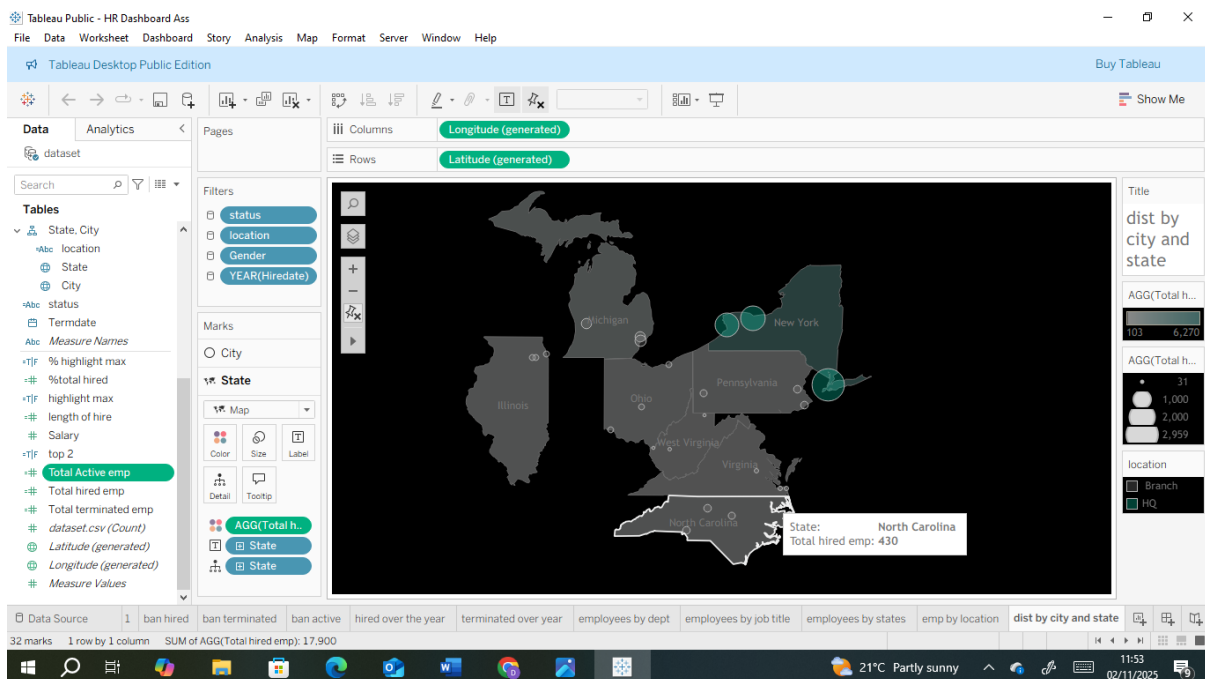 Tableau Public - HR Dashboard Ass
File Data Worksheet Dashboard Story Analysis Map Format Server Window Help
Tableau Desktop Public Edition
Buy Tableau
Show Me
Data Analytics
Pages
Columns
Longitude (generated)
dataset
Rows
Latitude (generated)
Search
Filters
Tables
State, City
location
State
City
status
Termdate
Measure Names
% highlight max
%total hired
highlight max
length of hire
Salary
top 2
Total Active emp
Total hired emp
Total terminated emp
dataset.csv (Count)
Latitude (generated)
Longitude (generated)
Measure Values
status
location
Gender
YEAR(Hiredate)
Marks
City
State
Map
Color Size Label
Detail Tooltip
AGG(Total h..
State
State
Michigan
New York
Illinois
Ohio
Pennsylvania
West Virginia
Virginia
North Carolina
State: North Carolina
Total hired emp: 430
Title
dist by
city and
state
AGG(Total h...
103 6,270
AGG(Total h...
31
1,000
2,000
2,959
location
Branch
HQ
Data Source 1 ban hired ban terminated ban active hired over the year terminated over year employees by dept employees by job title employees by states emp by location dist by city and state
32 marks 1 row by 1 column SUM of AGG(Total hired emp): 17,900
21°C Partly sunny
11:53
02/11/2025
9